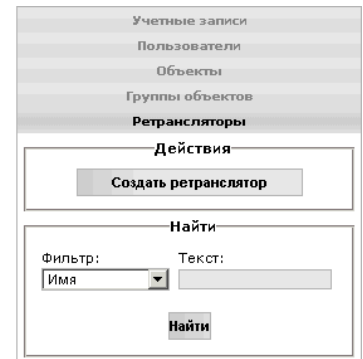 Учетные записи
Пользователи
Объекты
Группы объектов
Ретрансляторы
Действия
Создать ретранслятор
Найти
Фильтр: Текст:
Имя
Найти